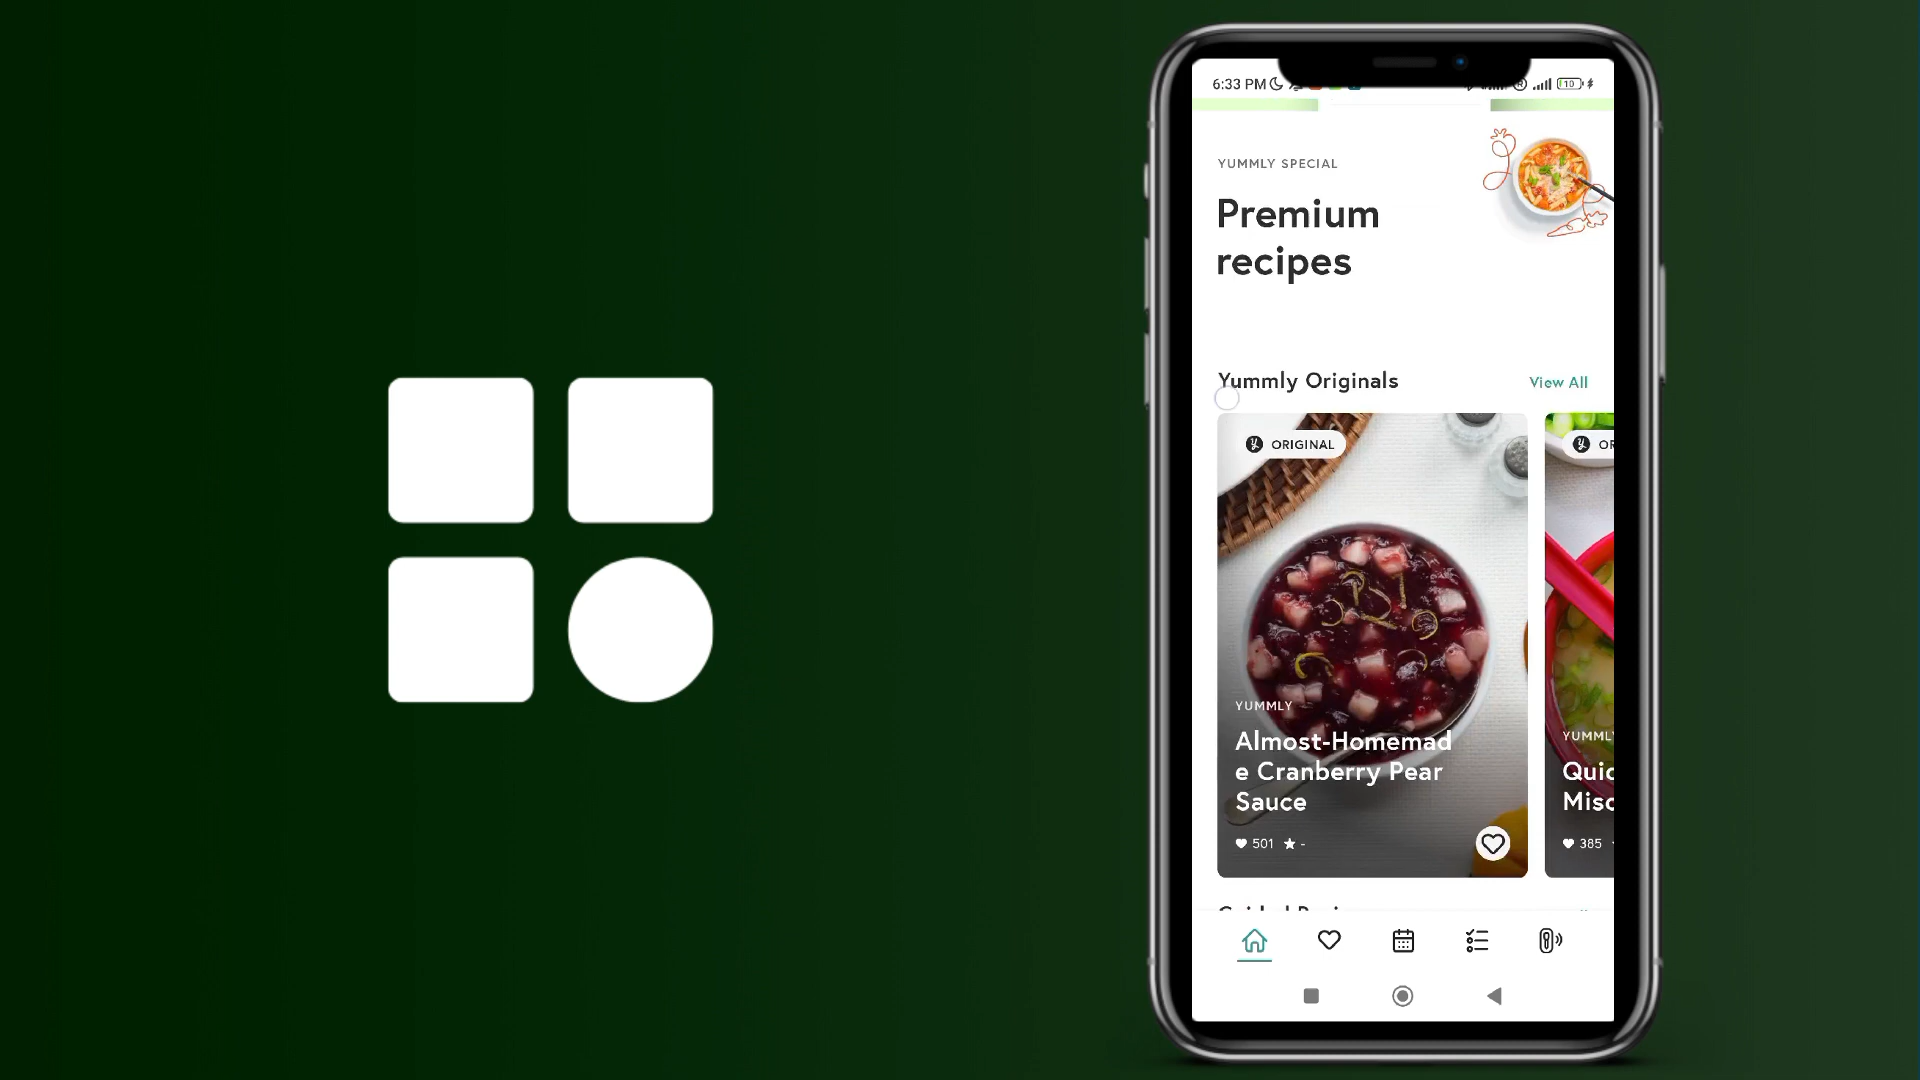 6:33 PM
10
YUMMLY SPECIAL
Premium
recipes
Yummly Originals
View All
ORIGINAL
YUMMLY
Almost-Homemad
e Cranberry Pear
Sauce
501 -
385